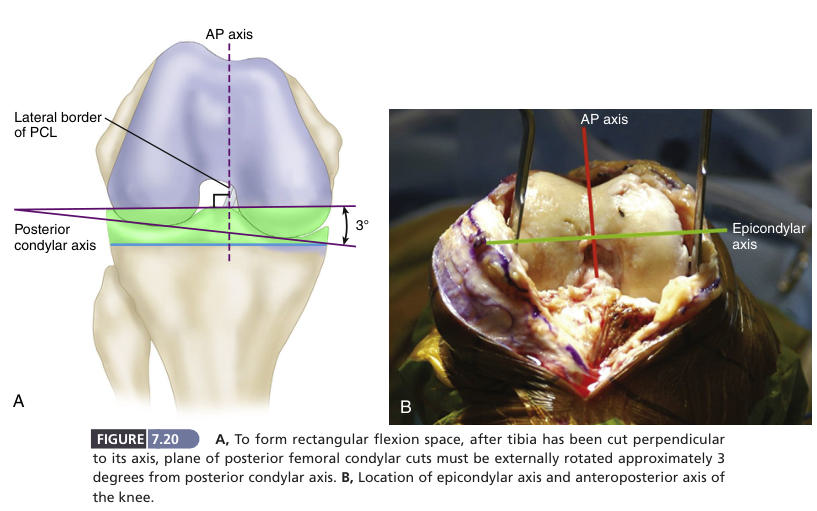 AP axis
Lateral border
of PCL
Posterior
condylar axis
3°
A
AP axis
Epicondylar
axis
B
FIGURE 7.20 A, To form rectangular flexion space, after tibia has been cut perpendicular
to its axis, plane of posterior femoral condylar cuts must be externally rotated approximately 3
degrees from posterior condylar axis. B, Location of epicondylar axis and anteroposterior axis of
the knee.